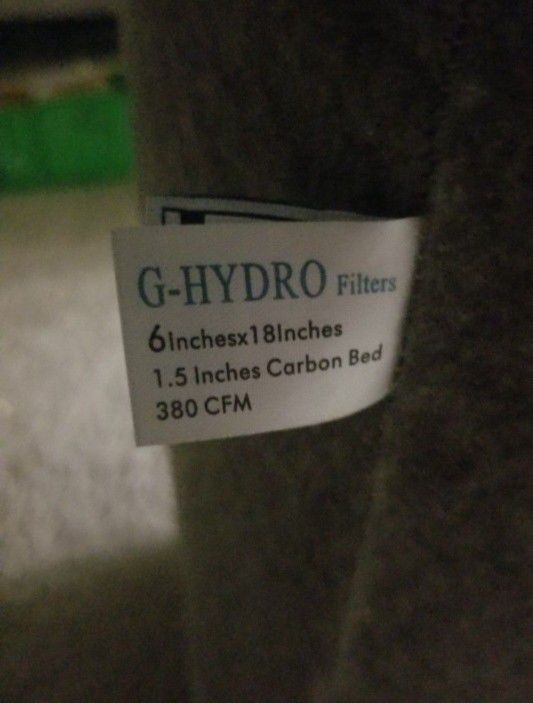 G-HYDRO Filters
6Inchesx18Inches
1.5 Inches Carbon Bed
380 CFM